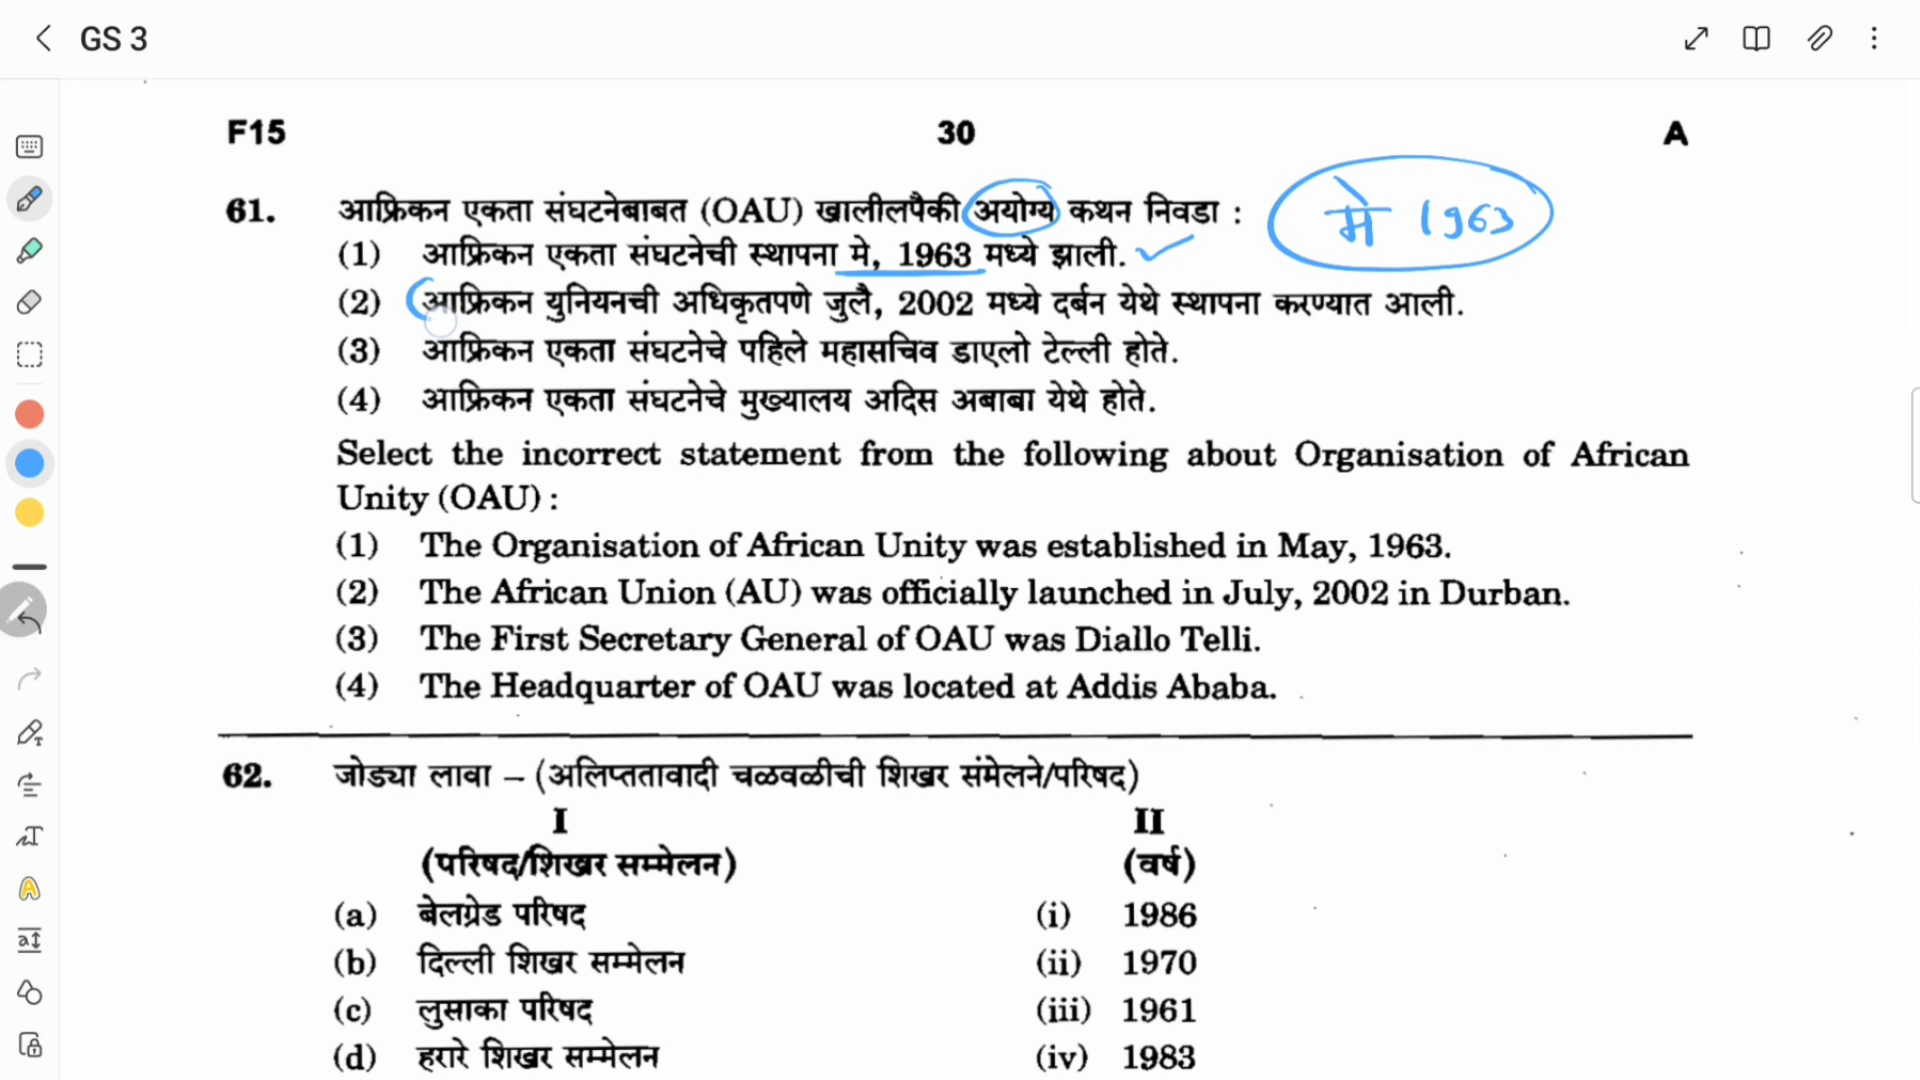 GS 3
F15 30 A
61. आफ्रिकन एकता संघटनेबाबत (OAU) खालीलपैकी अयोग्य कथन निवडा : मे 1963
(1) आफ्रिकन एकता संघटनेची स्थापना मे, 1963 मध्ये झाली.
(2) आफ्रिकन युनियनची अधिकृतपणे जुलै, 2002 मध्ये दर्बन येथे स्थापना करण्यात आली.
(3) आफ्रिकन एकता संघटनेचे पहिले महासचिव डाएलो टेल्ली होते.
(4) आफ्रिकन एकता संघटनेचे मुख्यालय अदिस अबाबा येथे होते.
Select the incorrect statement from the following about Organisation of African
Unity (OAU) :
(1) The Organisation of African Unity was established in May, 1963.
(2) The African Union (AU) was officially launched in July, 2002 in Durban.
(3) The First Secretary General of OAU was Diallo Telli.
(4) The Headquarter of OAU was located at Addis Ababa.
62. जोड्या लावा – (अलिप्ततावादी चळवळीची शिखर संमेलने/परिषद)
I II
(परिषद/शिखर सम्मेलन) (वर्ष)
(a) बेलग्रेड परिषद (i) 1986
(b) दिल्ली शिखर सम्मेलन (ii) 1970
(c) लुसाका परिषद (iii) 1961
(d) हरारे शिखर सम्मेलन (iv) 1983